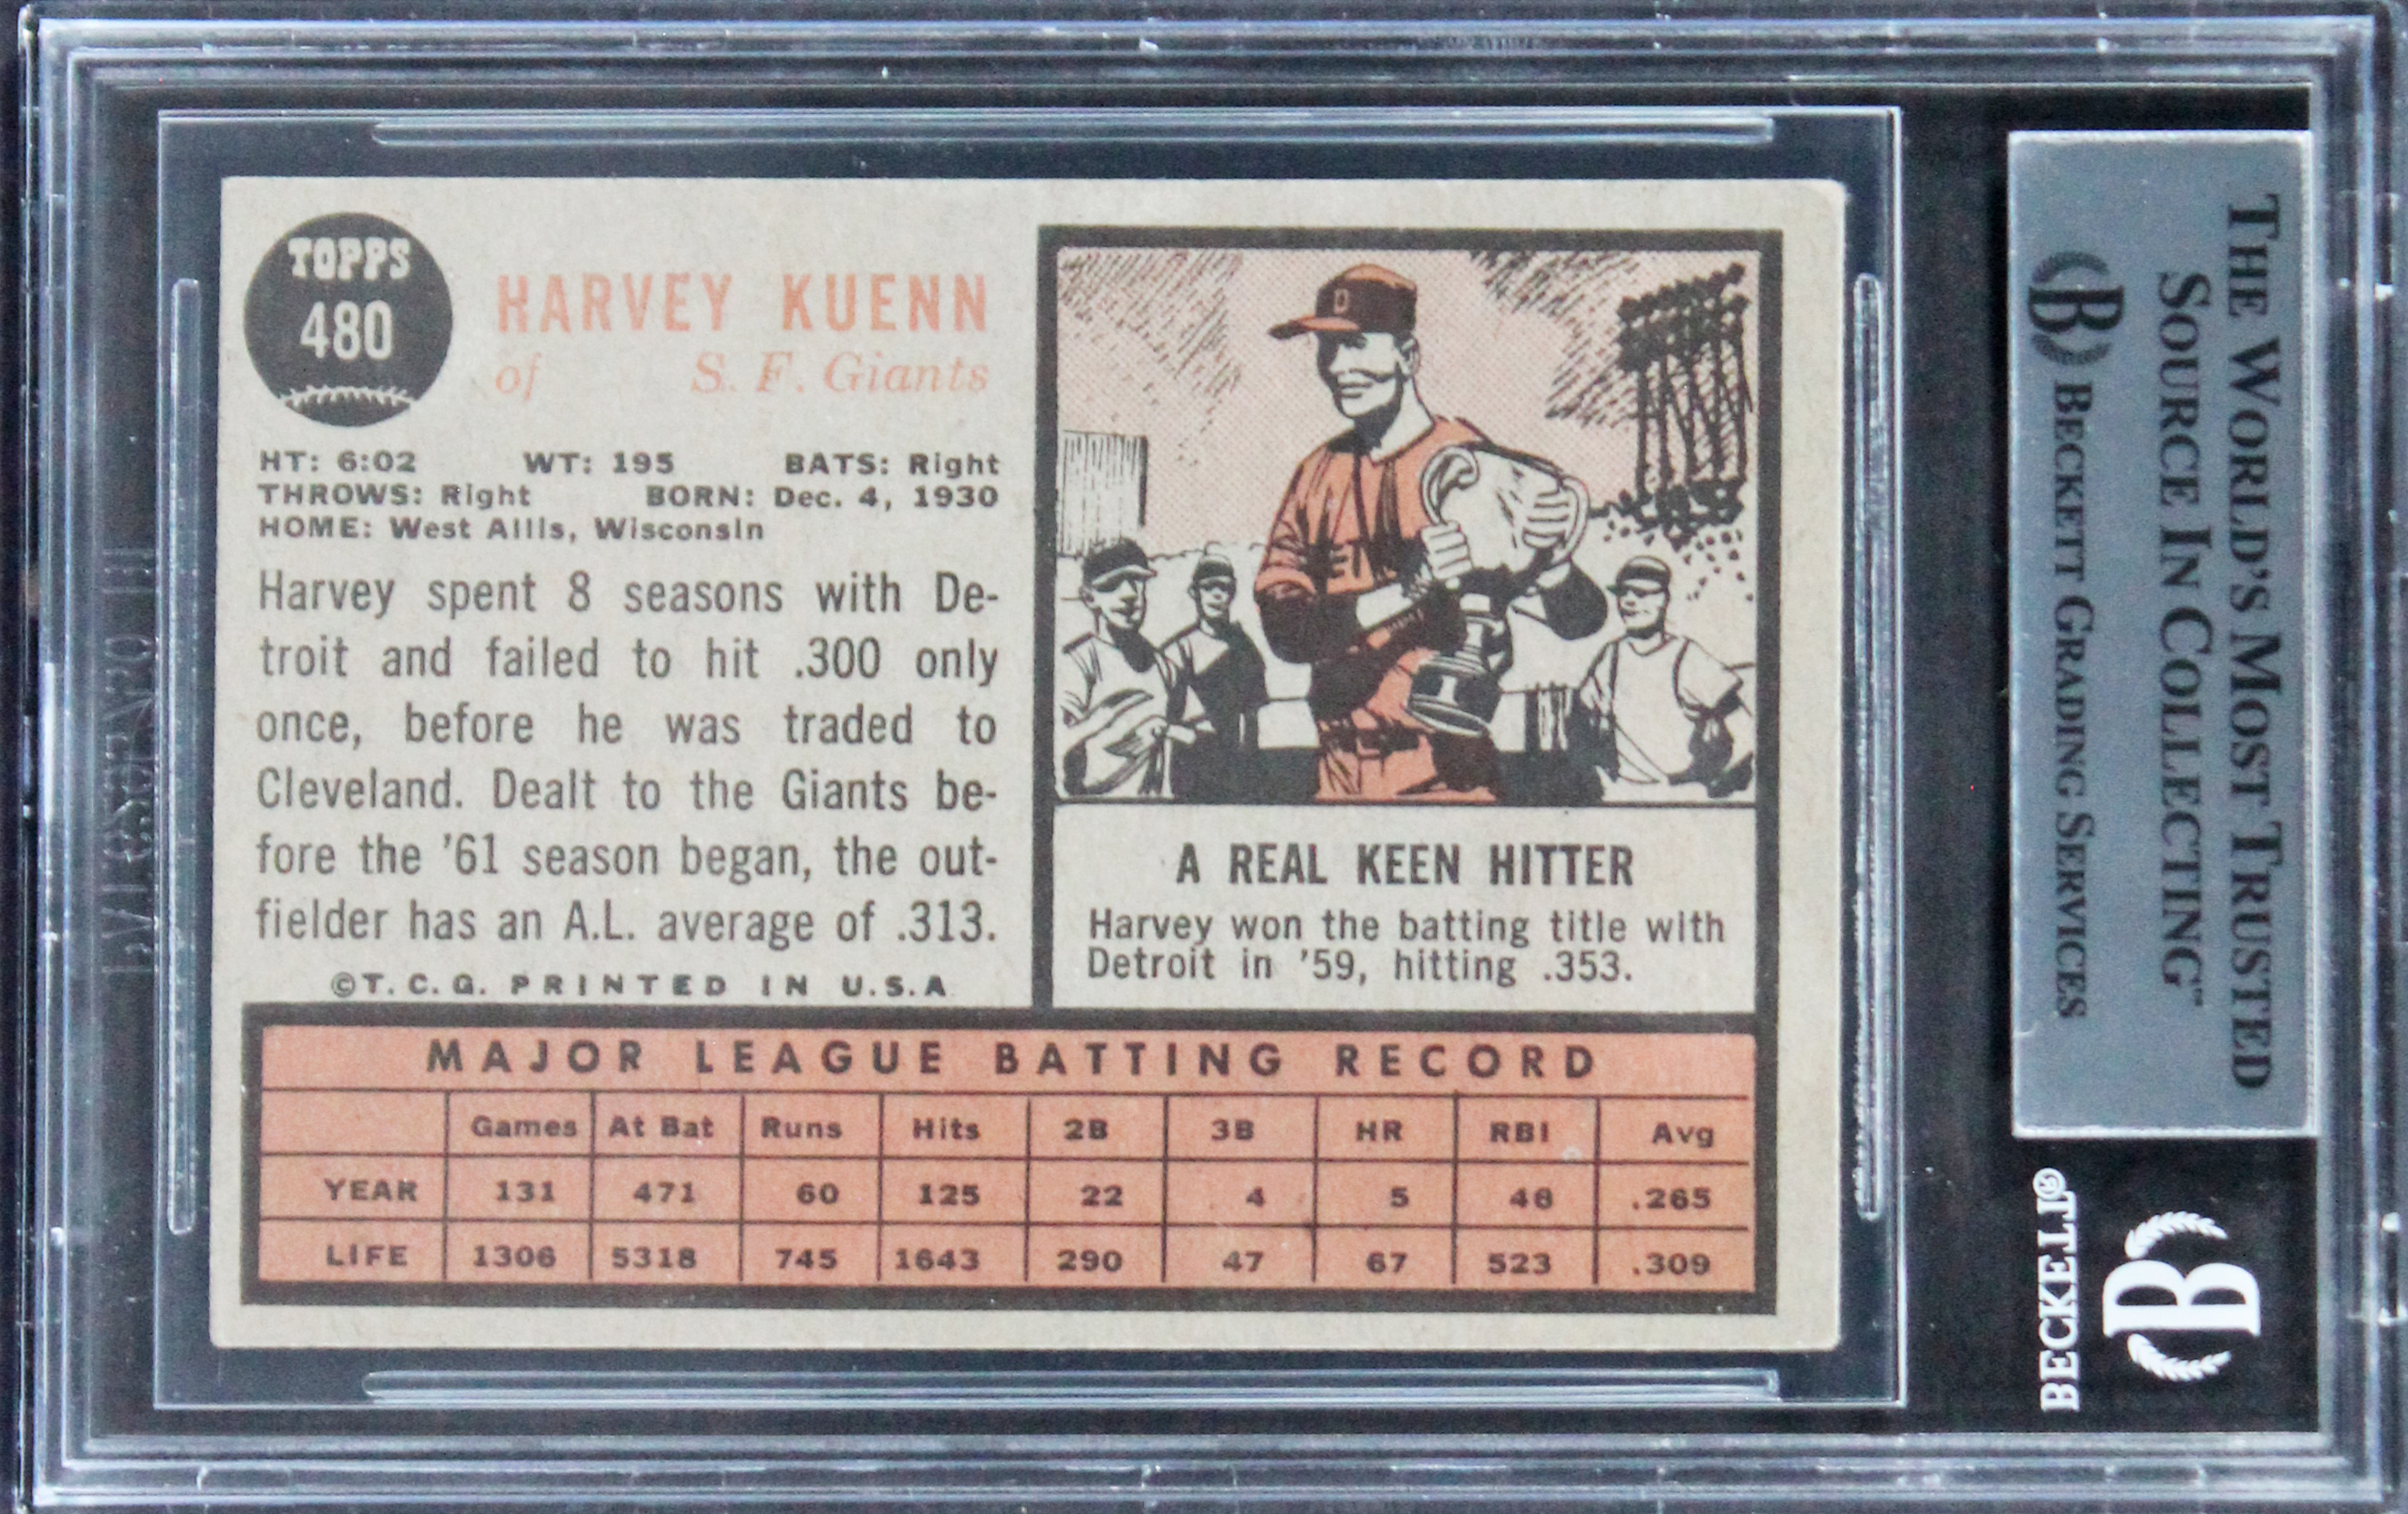 TOPPS
480
HARVEY KUENN
of S. F. Giants
HT: 6:02 WT: 195 BATS: Right
THROWS: Right BORN: Dec. 4, 1930
HOME: West Allis, Wisconsin
Harvey spent 8 seasons with De-
troit and failed to hit .300 only
once, before he was traded to
Cleveland. Dealt to the Giants be-
fore the '61 season began, the out-
fielder has an A.L. average of .313.
©T.C.G. PRINTED IN U.S.A.
D
A REAL KEEN HITTER
Harvey won the batting title with
Detroit in '59, hitting .353.
MAJOR LEAGUE BATTING RECORD
Games At Bat Runs Hits 2B 3B HR RBI Avg
YEAR 131 471 60 125 22 4 5 46 .265
LIFE 1306 5318 745 1643 290 47 67 523 .309
THE WORLD'S MOST TRUSTED
SOURCE IN COLLECTING™
B BECKETT GRADING SERVICES
BECKETT®
B